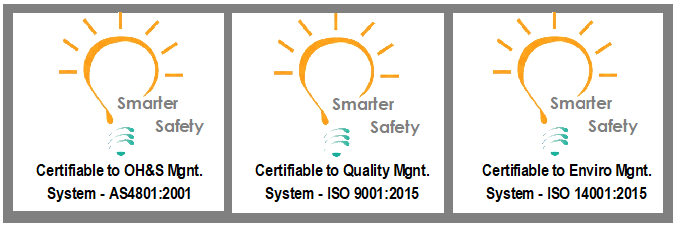 Smarter
Safety
Certifiable to OH&S Mgnt.
System - AS4801:2001
Smarter
Safety
Certifiable to Quality Mgnt.
System - ISO 9001:2015
Smarter
Safety
Certifiable to Enviro Mgnt.
System - ISO 14001:2015